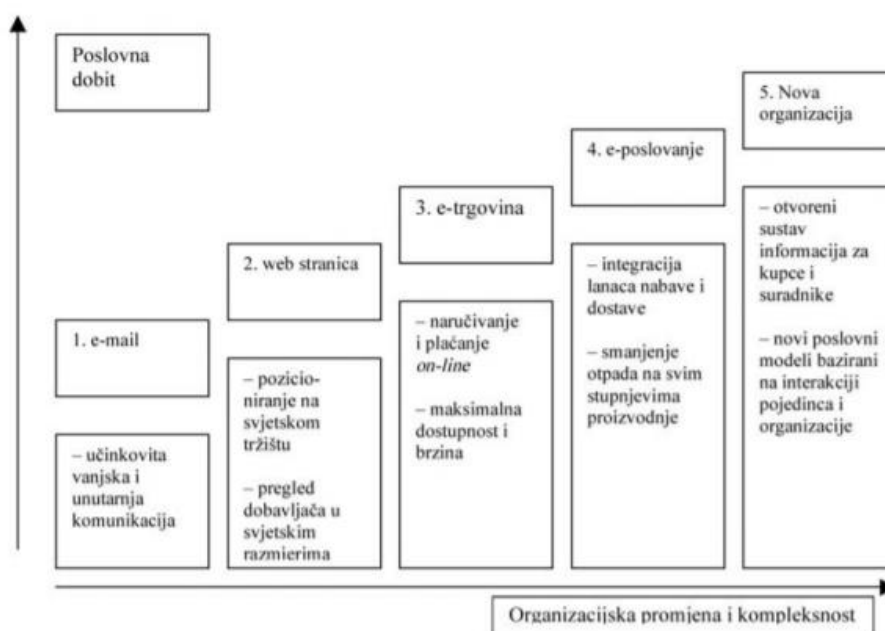 Poslovna
dobit
1. e-mail
– učinkovita
vanjska i
unutarnja
komunikacija
2. web stranica
– pozicio-
niranje na
svjetskom
tržištu
– pregled
dobavljača u
svjetskim
razmierima
3. e-trgovina
– naručivanje
i plaćanje
on-line
– maksimalna
dostupnost i
brzina
4. e-poslovanje
– integracija
lanaca nabave i
dostave
– smanjenje
otpada na svim
stupnjevima
proizvodnje
5. Nova
organizacija
– otvoreni
sustav
informacija za
kupce i
suradnike
– novi poslovni
modeli bazirani
na interakciji
pojedinca i
organizacije
Organizacijska promjena i kompleksnost